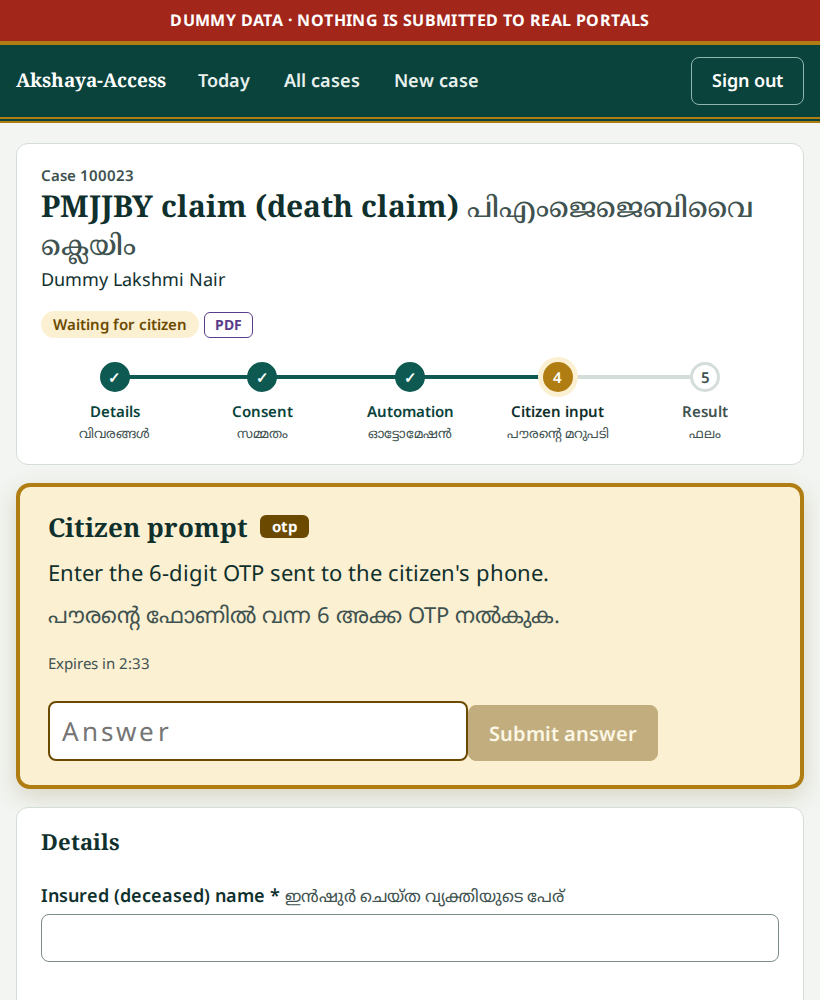 DUMMY DATA · NOTHING IS SUBMITTED TO REAL PORTALS
Akshaya-Access Today All cases New case Sign out
Case 100023
PMJJBY claim (death claim) പിഎംജെജെബിവൈ
ക്ലെയിം
Dummy Lakshmi Nair
Waiting for citizen PDF
✓ ✓ ✓ 4 5
Details Consent Automation Citizen input Result
വിവരങ്ങൾ സമ്മതം ഓട്ടോമേഷൻ പൗരന്റെ മറുപടി ഫലം
Citizen prompt otp
Enter the 6-digit OTP sent to the citizen's phone.
പൗരന്റെ ഫോണിൽ വന്ന 6 അക്ക OTP നൽകുക.
Expires in 2:33
Answer Submit answer
Details
Insured (deceased) name * ഇൻഷുർ ചെയ്ത വ്യക്തിയുടെ പേര്